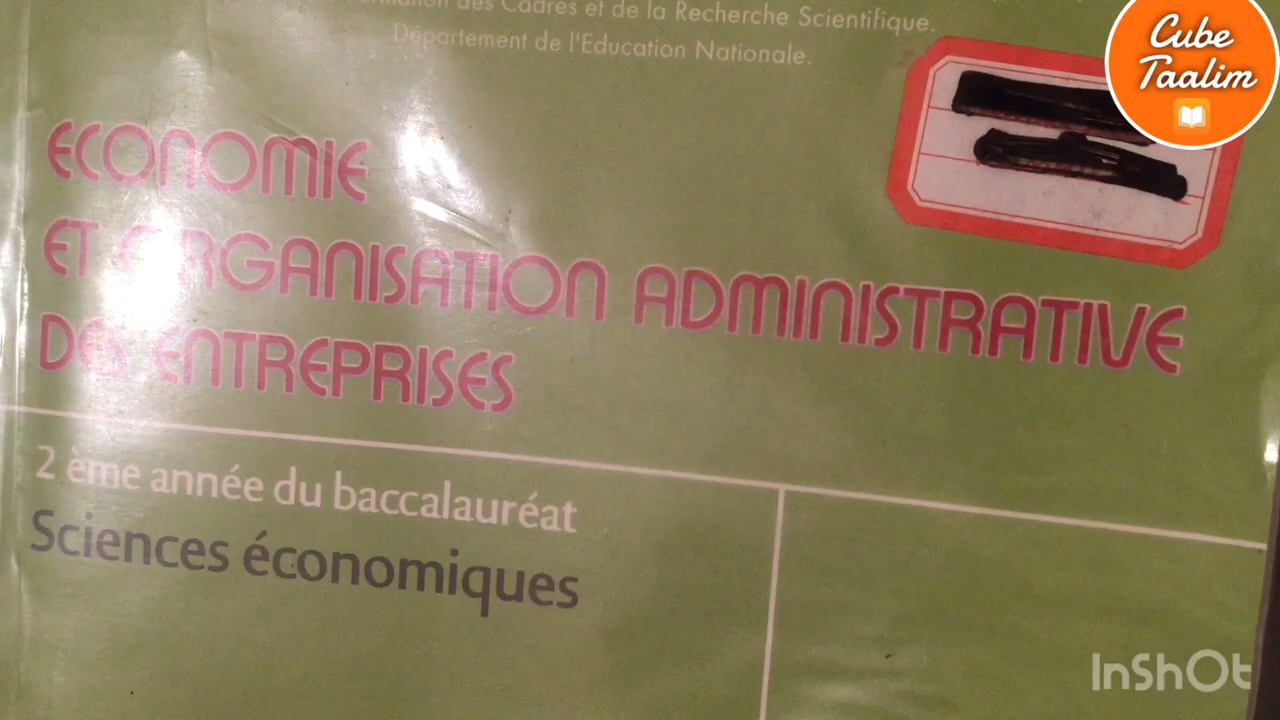 des Cadres et de la Recherche Scientifique.
Département de l'Education Nationale.
Cube
Taalim
ECONOMIE
ET ORGANISATION ADMINISTRATIVE
DES ENTREPRISES
2 ème année du baccalauréat
Sciences économiques
InShOt